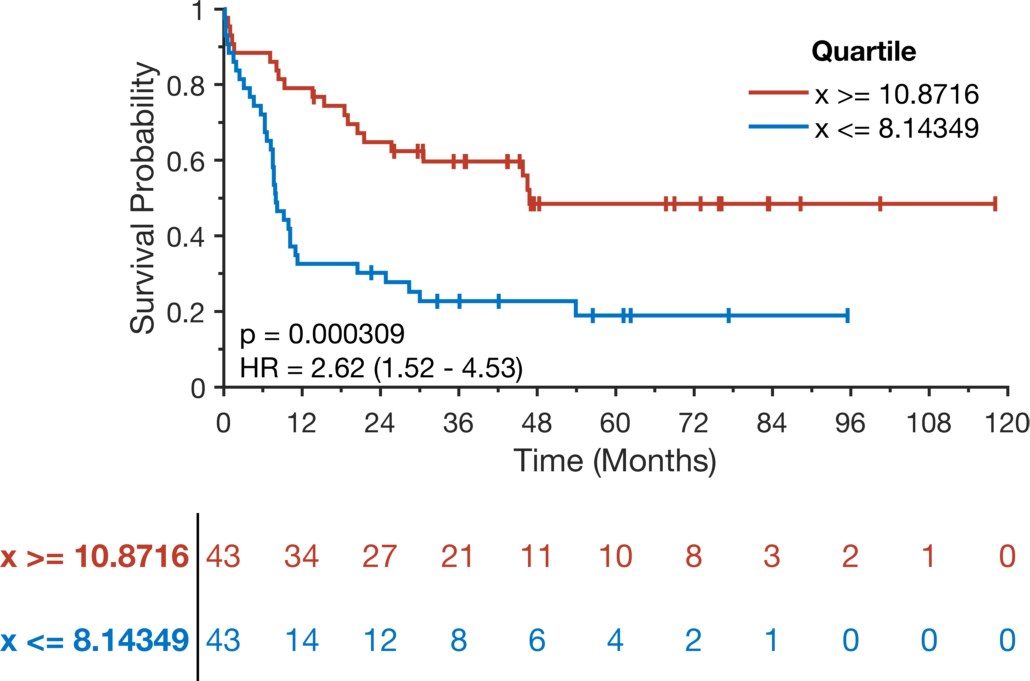 1
0.8
0.6
0.4
0.2
0
Survival Probability
Quartile
x >= 10.8716
x <= 8.14349
p = 0.000309
HR = 2.62 (1.52 - 4.53)
0 12 24 36 48 60 72 84 96 108 120
Time (Months)
x >= 10.8716 43 34 27 21 11 10 8 3 2 1 0
x <= 8.14349 43 14 12 8 6 4 2 1 0 0 0